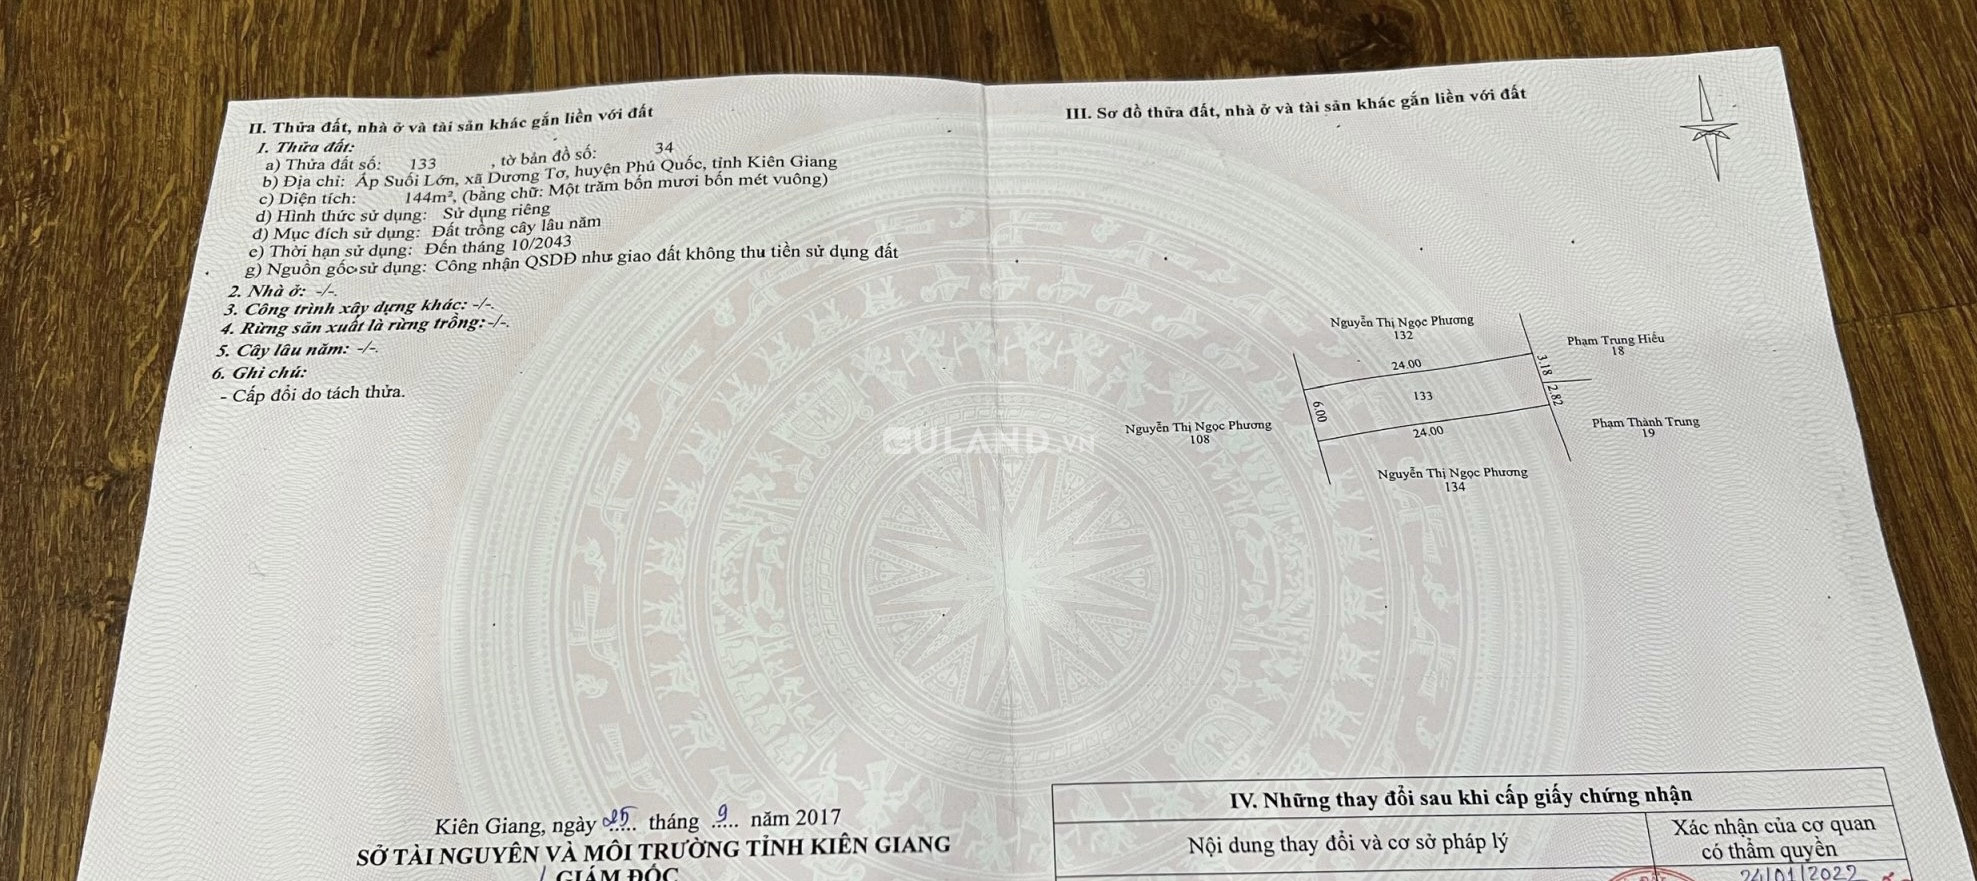 II. Thửa đất, nhà ở và tài sản khác gắn liền với đất
1. Thửa đất:
a) Thửa đất số: 133 , tờ bản đồ số: 34
b) Địa chỉ: Ấp Suối Lớn, xã Dương Tơ, huyện Phú Quốc, tỉnh Kiên Giang
c) Diện tích: 144m², (bằng chữ: Một trăm bốn mươi bốn mét vuông)
d) Hình thức sử dụng: Sử dụng riêng
đ) Mục đích sử dụng: Đất trồng cây lâu năm
e) Thời hạn sử dụng: Đến tháng 10/2043
g) Nguồn gốc sử dụng: Công nhận QSDĐ như giao đất không thu tiền sử dụng đất
2. Nhà ở: -/-.
3. Công trình xây dựng khác: -/-.
4. Rừng sản xuất là rừng trồng: -/-.
5. Cây lâu năm: -/-.
6. Ghi chú:
- Cấp đổi do tách thửa.
Kiên Giang, ngày 25 tháng 9 năm 2017
SỞ TÀI NGUYÊN VÀ MÔI TRƯỜNG TỈNH KIÊN GIANG
GIÁM ĐỐC
III. Sơ đồ thửa đất, nhà ở và tài sản khác gắn liền với đất
Nguyễn Thị Ngọc Phương
132
Phạm Trung Hiếu
18
24.00
3.18
133
2.82
6.00
24.00
Nguyễn Thị Ngọc Phương
108
Phạm Thành Trung
19
Nguyễn Thị Ngọc Phương
134
GULAND.VN
IV. Những thay đổi sau khi cấp giấy chứng nhận
Nội dung thay đổi và cơ sở pháp lý
Xác nhận của cơ quan
có thẩm quyền
24/01/2022